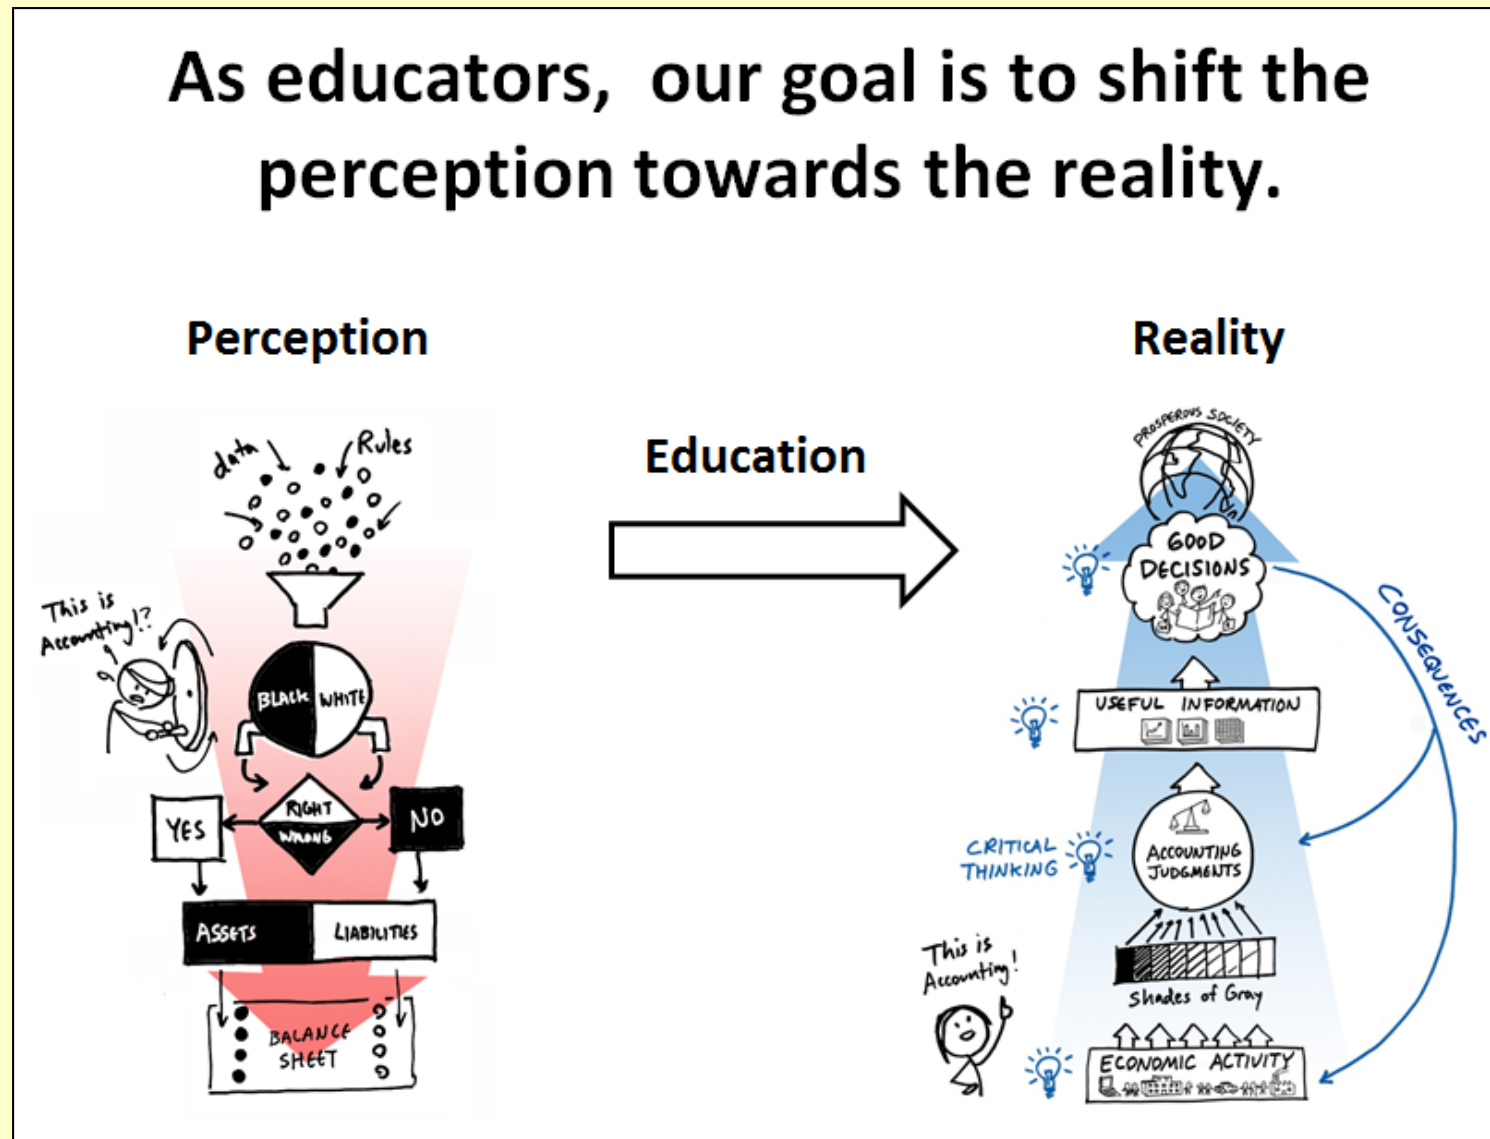 As educators,  our goal is to shift the
perception towards the reality.
Perception
Reality
Education
data
Rules
This is
Accounting!?
BLACK
WHITE
RIGHT
WRONG
YES
NO
ASSETS
LIABILITIES
BALANCE
SHEET
PROSPEROUS SOCIETY
GOOD
DECISIONS
CONSEQUENCES
USEFUL INFORMATION
CRITICAL
THINKING
ACCOUNTING
JUDGMENTS
This is
Accounting!
Shades of Gray
ECONOMIC ACTIVITY